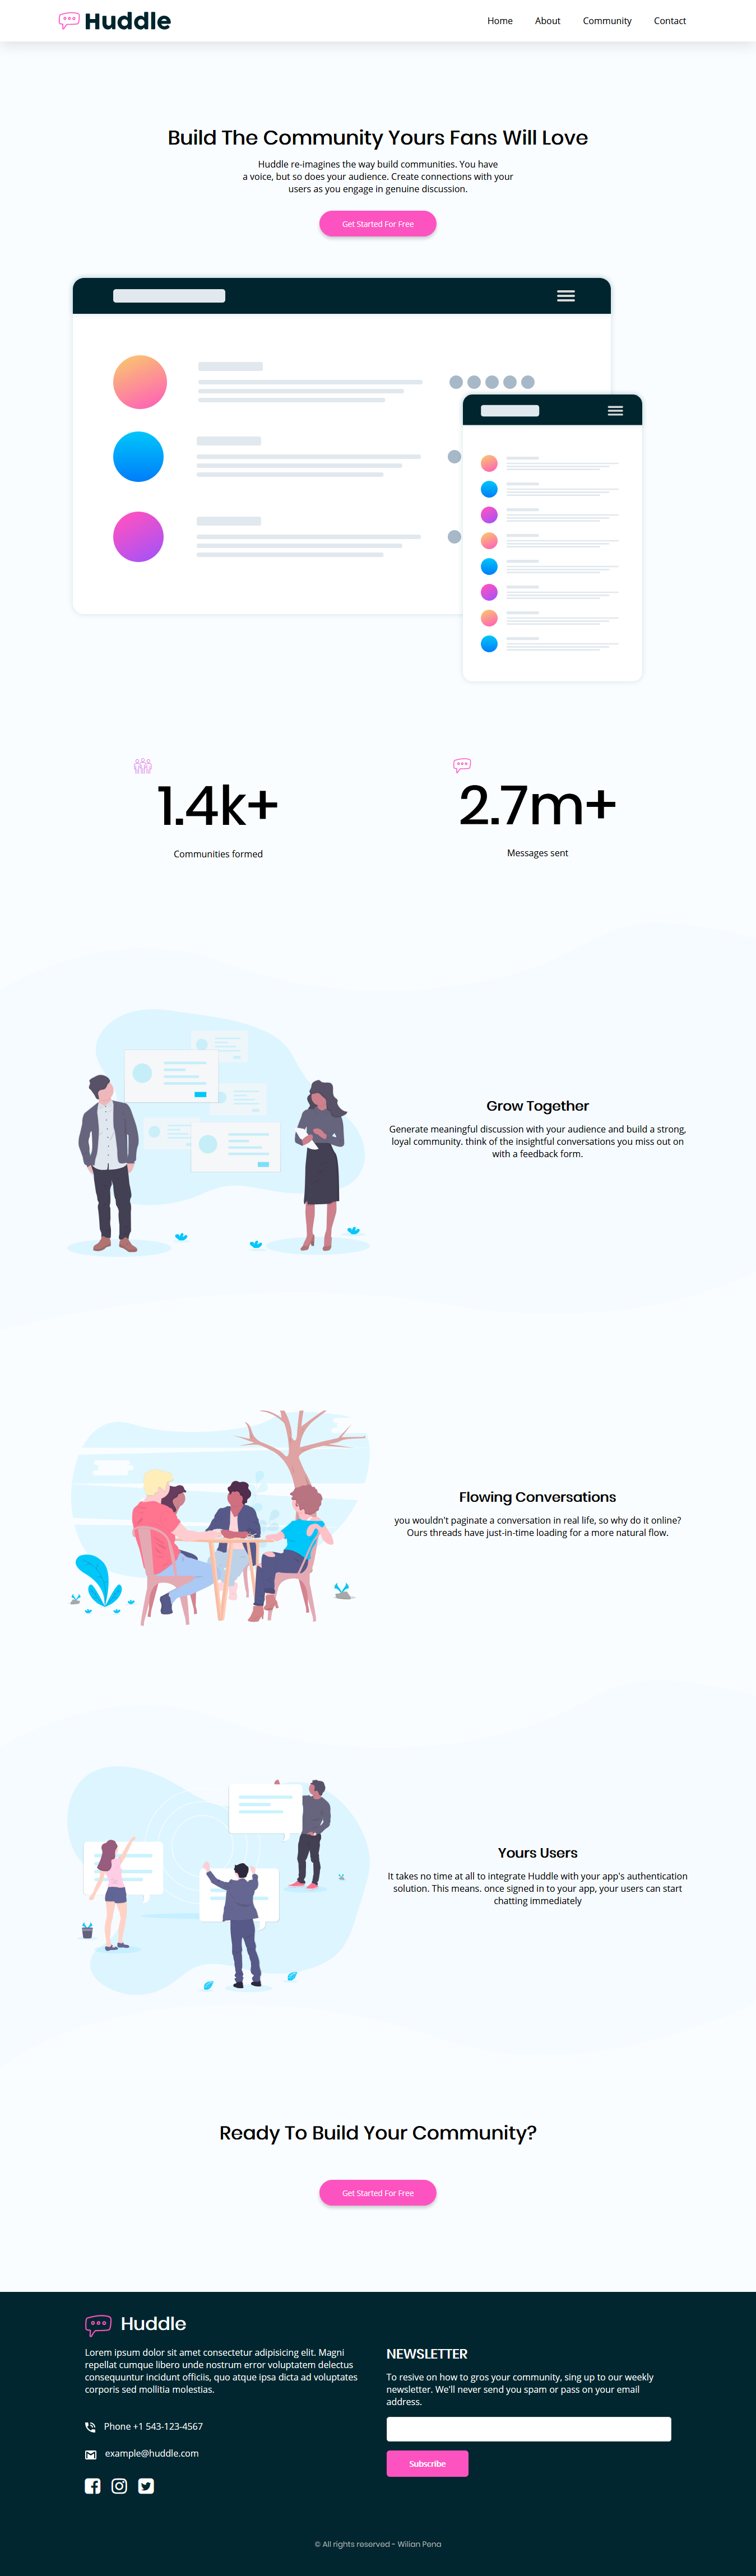 Huddle
Home About Community Contact
Build The Community Yours Fans Will Love
Huddle re-imagines the way build communities. You have
a voice, but so does your audience. Create connections with your
users as you engage in genuine discussion.
Get Started For Free
1.4k+
Communities formed
2.7m+
Messages sent
Grow Together
Generate meaningful discussion with your audience and build a strong,
loyal community. think of the insightful conversations you miss out on
with a feedback form.
Flowing Conversations
you wouldn't paginate a conversation in real life, so why do it online?
Ours threads have just-in-time loading for a more natural flow.
Yours Users
It takes no time at all to integrate Huddle with your app's authentication
solution. This means. once signed in to your app, your users can start
chatting immediately
Ready To Build Your Community?
Get Started For Free
Huddle
Lorem ipsum dolor sit amet consectetur adipisicing elit. Magni
repellat cumque libero unde nostrum error voluptatem delectus
consequuntur incidunt officiis, quo atque ipsa dicta ad voluptates
corporis sed mollitia molestias.
Phone +1 543-123-4567
example@huddle.com
NEWSLETTER
To resive on how to gros your community, sing up to our weekly
newsletter. We'll never send you spam or pass on your email
address.
Subscribe
© All rights reserved - Wilian Pena